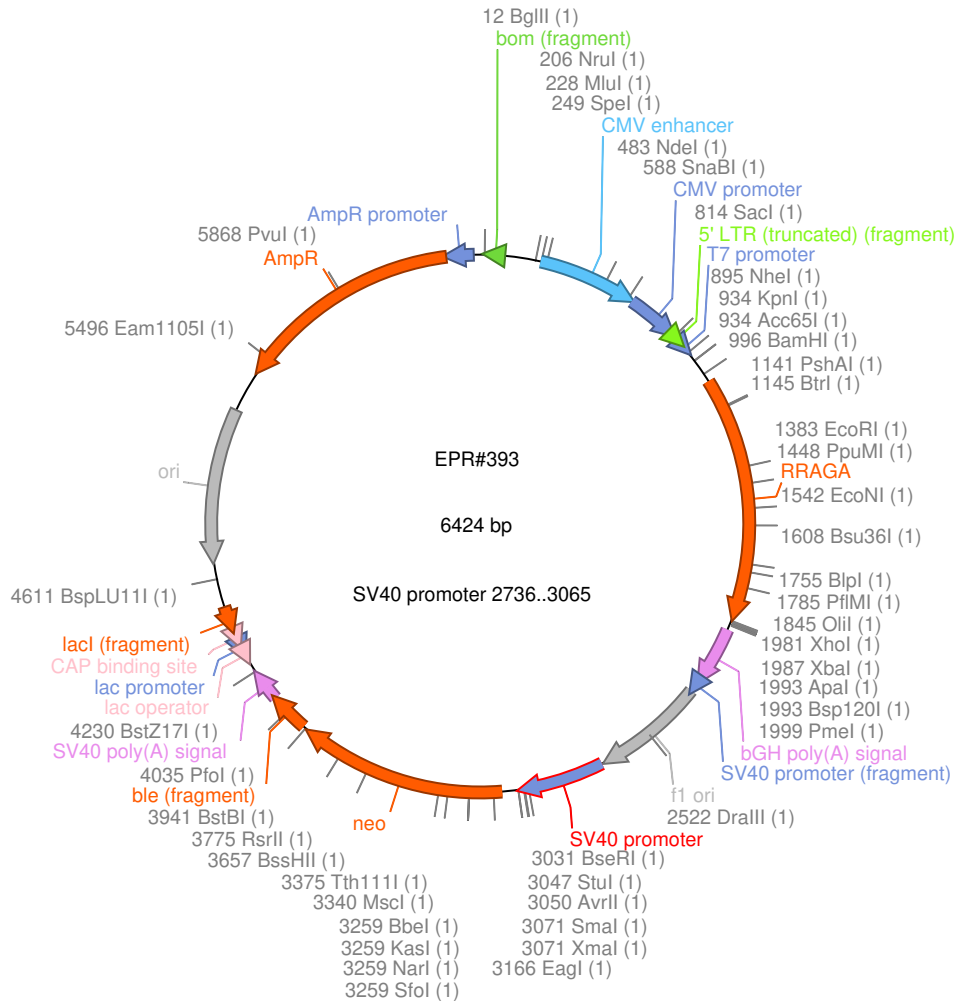 12 BglII (1)
bom (fragment)
206 NruI (1)
228 MluI (1)
249 SpeI (1)
CMV enhancer
483 NdeI (1)
588 SnaBI (1)
CMV promoter
814 SacI (1)
5' LTR (truncated) (fragment)
T7 promoter
895 NheI (1)
934 KpnI (1)
934 Acc65I (1)
996 BamHI (1)
1141 PshAI (1)
1145 BtrI (1)
1383 EcoRI (1)
1448 PpuMI (1)
RRAGA
1542 EcoNI (1)
1608 Bsu36I (1)
1755 BlpI (1)
1785 PflMI (1)
1845 OliI (1)
1981 XhoI (1)
1987 XbaI (1)
1993 ApaI (1)
1993 Bsp120I (1)
1999 PmeI (1)
bGH poly(A) signal
SV40 promoter (fragment)
f1 ori
2522 DraIII (1)
SV40 promoter
3031 BseRI (1)
3047 StuI (1)
3050 AvrII (1)
3071 SmaI (1)
3071 XmaI (1)
3166 EagI (1)
3259 SfoI (1)
3259 NarI (1)
3259 KasI (1)
3259 BbeI (1)
3340 MscI (1)
3375 Tth111I (1)
neo
3657 BssHII (1)
3775 RsrII (1)
3941 BstBI (1)
ble (fragment)
4035 PfoI (1)
SV40 poly(A) signal
4230 BstZ17I (1)
lac operator
lac promoter
CAP binding site
lacI (fragment)
4611 BspLU11I (1)
ori
5496 Eam1105I (1)
AmpR
5868 PvuI (1)
AmpR promoter
EPR#393
6424 bp
SV40 promoter 2736..3065